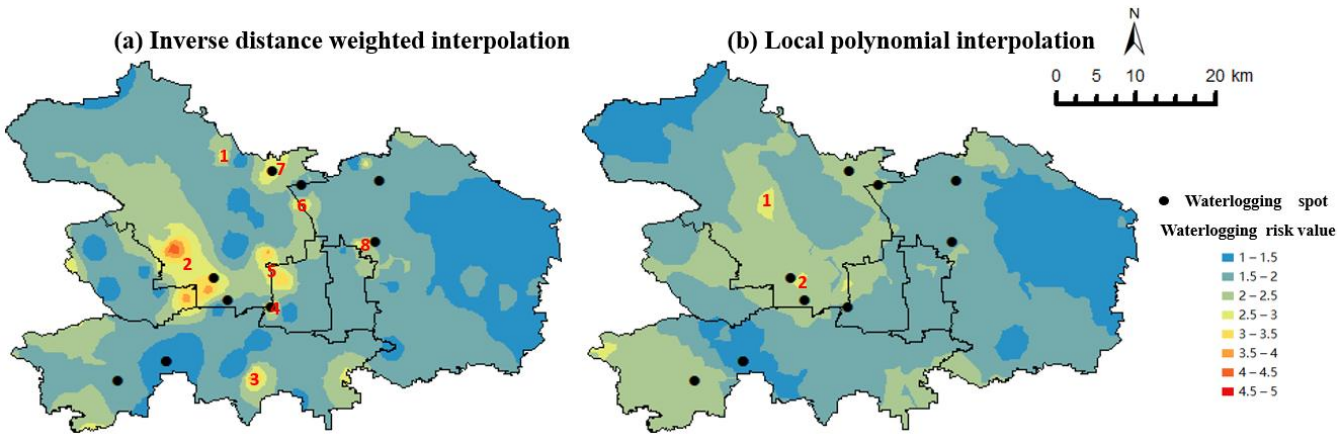 (a) Inverse distance weighted interpolation
(b) Local polynomial interpolation
N
0 5 10 20 km
1
7
6
8
2
5
4
3
1
2
Waterlogging spot
Waterlogging risk value
1 – 1.5
1.5 – 2
2 – 2.5
2.5 – 3
3 – 3.5
3.5 – 4
4 – 4.5
4.5 – 5